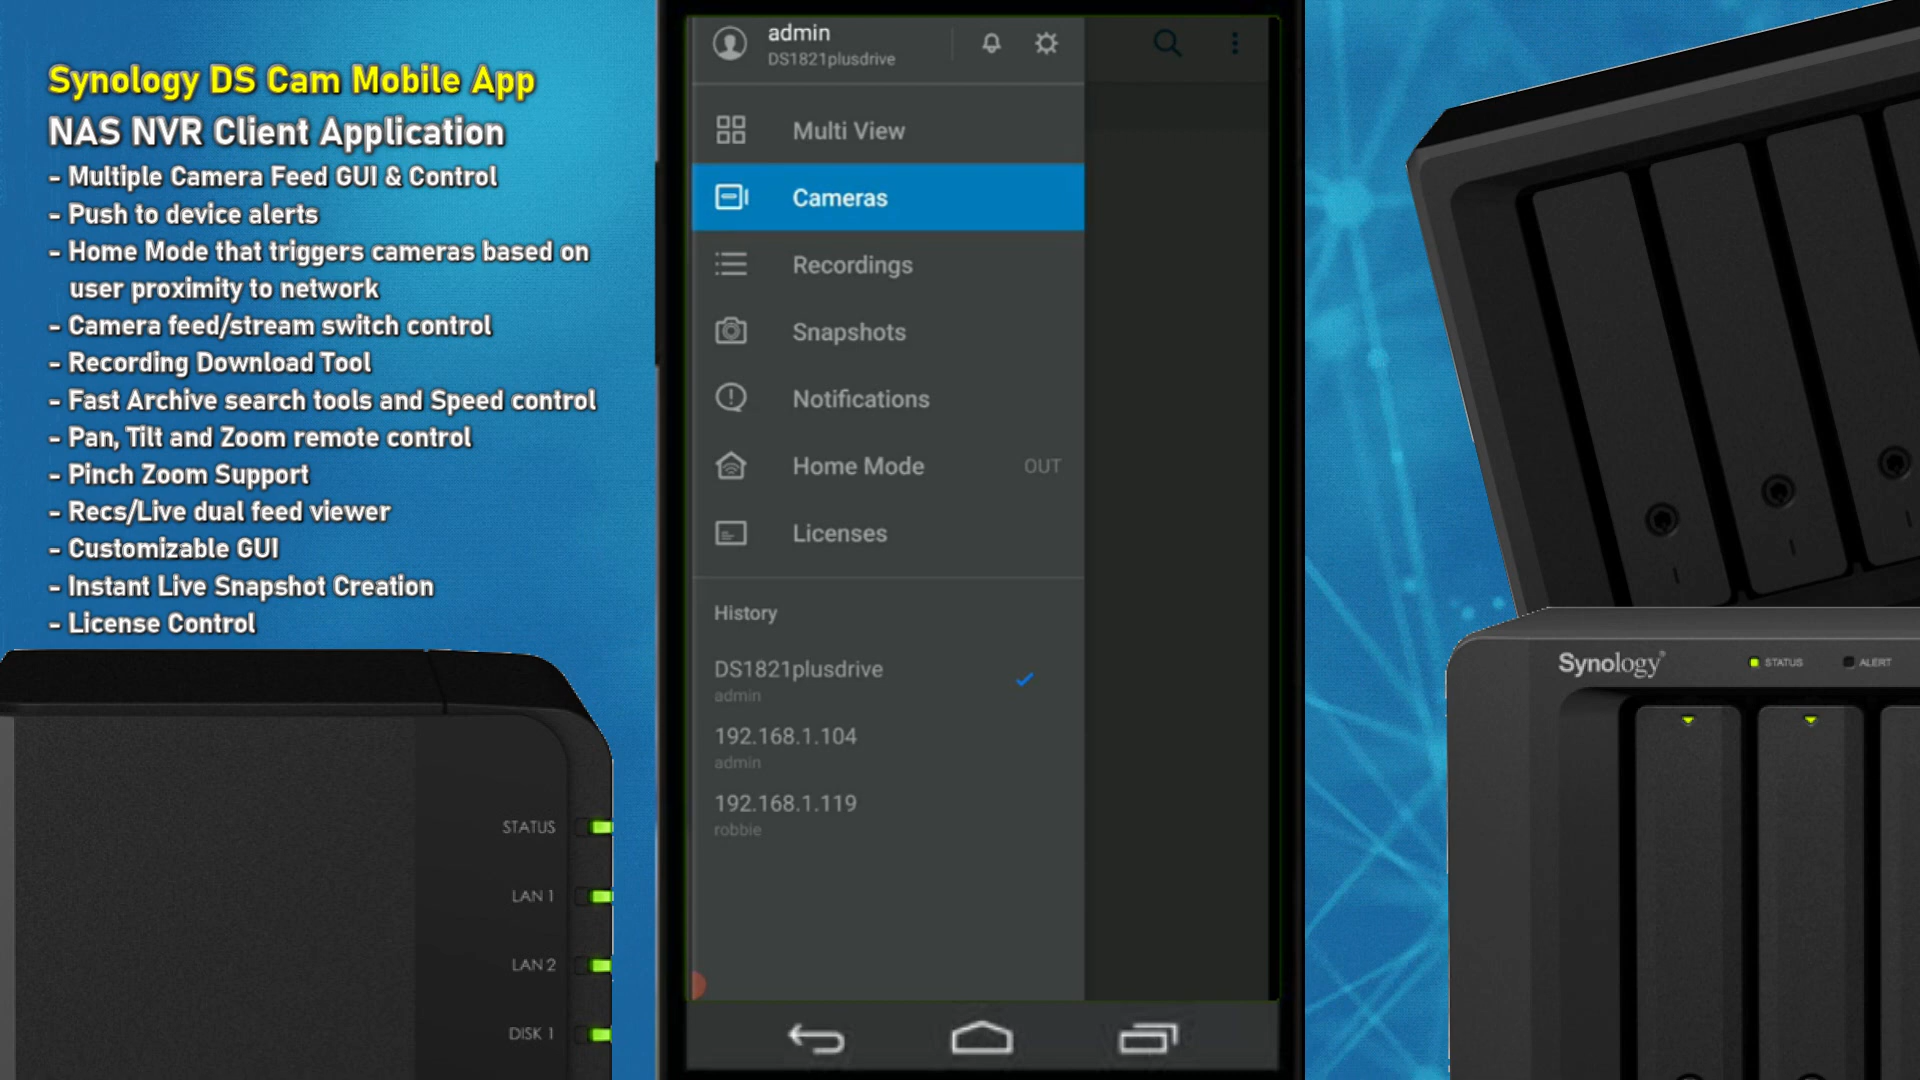 Synology DS Cam Mobile App
NAS NVR Client Application
- Multiple Camera Feed GUI & Control
- Push to device alerts
- Home Mode that triggers cameras based on
user proximity to network
- Camera feed/stream switch control
- Recording Download Tool
- Fast Archive search tools and Speed control
- Pan, Tilt and Zoom remote control
- Pinch Zoom Support
- Recs/Live dual feed viewer
- Customizable GUI
- Instant Live Snapshot Creation
- License Control
STATUS
LAN 1
LAN 2
DISK 1
admin
DS1821plusdrive
Multi View
Cameras
Recordings
Snapshots
Notifications
Home Mode OUT
Licenses
History
DS1821plusdrive
admin
192.168.1.104
admin
192.168.1.119
robbie
Synology®
STATUS
ALERT